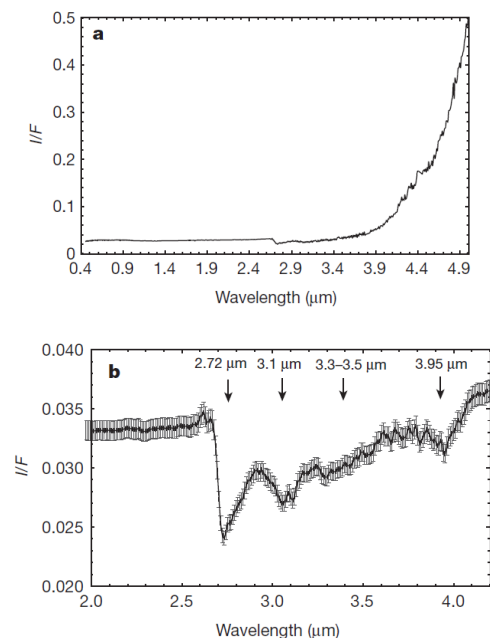 a
0.5
0.4
0.3
0.2
0.1
0
I/F
0.4 0.9 1.4 1.9 2.4 2.9 3.4 3.9 4.4 4.9
Wavelength (μm)
b
2.72 μm 3.1 μm 3.3–3.5 μm 3.95 μm
0.040
0.035
0.030
0.025
0.020
I/F
2.0 2.5 3.0 3.5 4.0
Wavelength (μm)